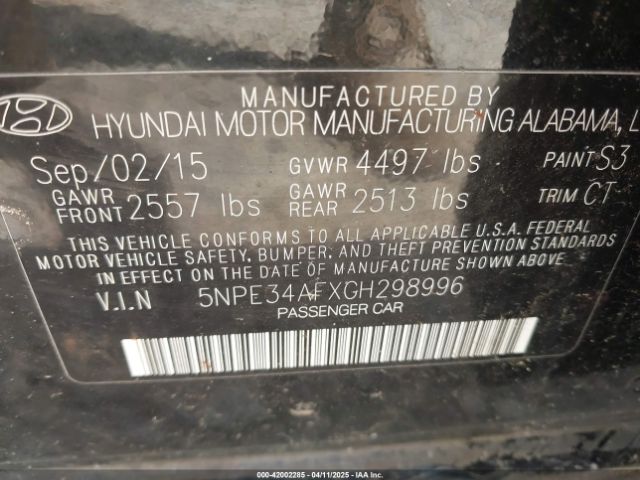 MANUFACTURED BY
HYUNDAI MOTOR MANUFACTURING ALABAMA, L
Sep/02/15 GVWR 4497 lbs PAINT S3
GAWR FRONT 2557 lbs GAWR REAR 2513 lbs TRIM CT
THIS VEHICLE CONFORMS TO ALL APPLICABLE U.S.A. FEDERAL
MOTOR VEHICLE SAFETY, BUMPER, AND THEFT PREVENTION STANDARDS
IN EFFECT ON THE DATE OF MANUFACTURE SHOWN ABOVE.
V.I.N 5NPE34AFXGH298996
PASSENGER CAR
000-42002285 - 04/11/2025 - IAA Inc.